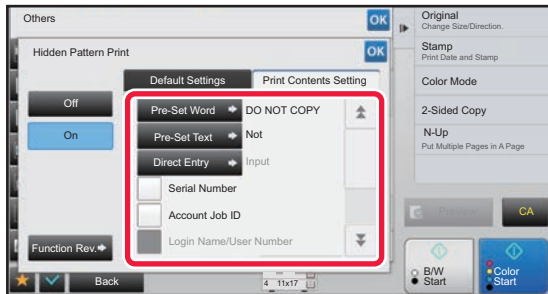 Others
OK
Hidden Pattern Print
OK
Default Settings
Print Contents Setting
Off
On
Pre-Set Word
DO NOT COPY
Pre-Set Text
Not
Direct Entry
Input
Serial Number
Account Job ID
Login Name/User Number
Function Rev.
Back
4 11x17
Original
Change Size/Direction.
Stamp
Print Date and Stamp
Color Mode
2-Sided Copy
N-Up
Put Multiple Pages in A Page
Preview
CA
B/W
Start
Color
Start